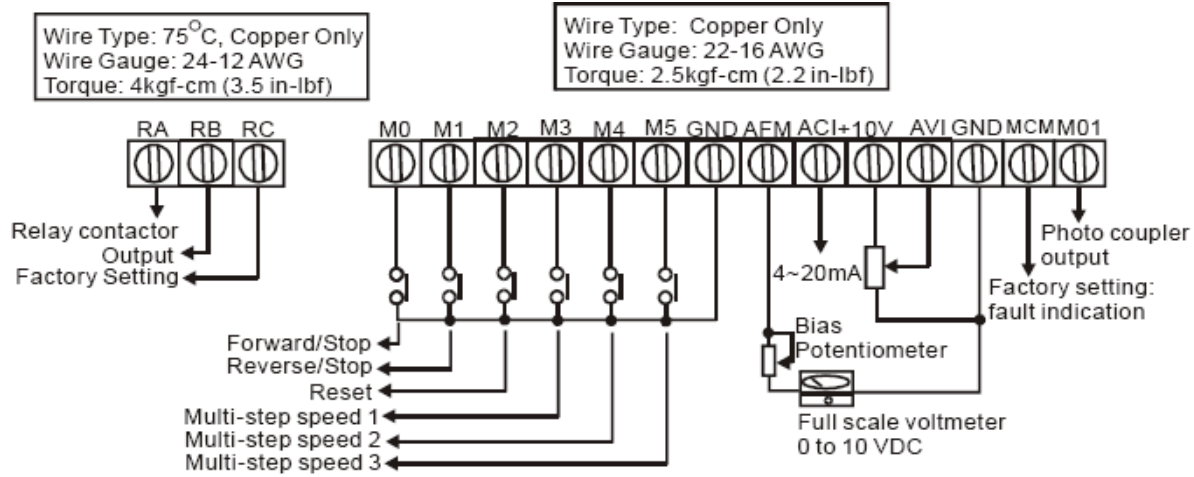 Wire Type: 75°C, Copper Only
Wire Gauge: 24-12 AWG
Torque: 4kgf-cm (3.5 in-lbf)
Wire Type: Copper Only
Wire Gauge: 22-16 AWG
Torque: 2.5kgf-cm (2.2 in-lbf)
RA RB RC
M0 M1 M2 M3 M4 M5 GND AFM ACI +10V AVI GND MCM M01
Relay contactor
Output
Factory Setting
4~20mA
Photo coupler
output
Factory setting:
fault indication
Bias
Potentiometer
Forward/Stop
Reverse/Stop
Reset
Multi-step speed 1
Multi-step speed 2
Multi-step speed 3
Full scale voltmeter
0 to 10 VDC